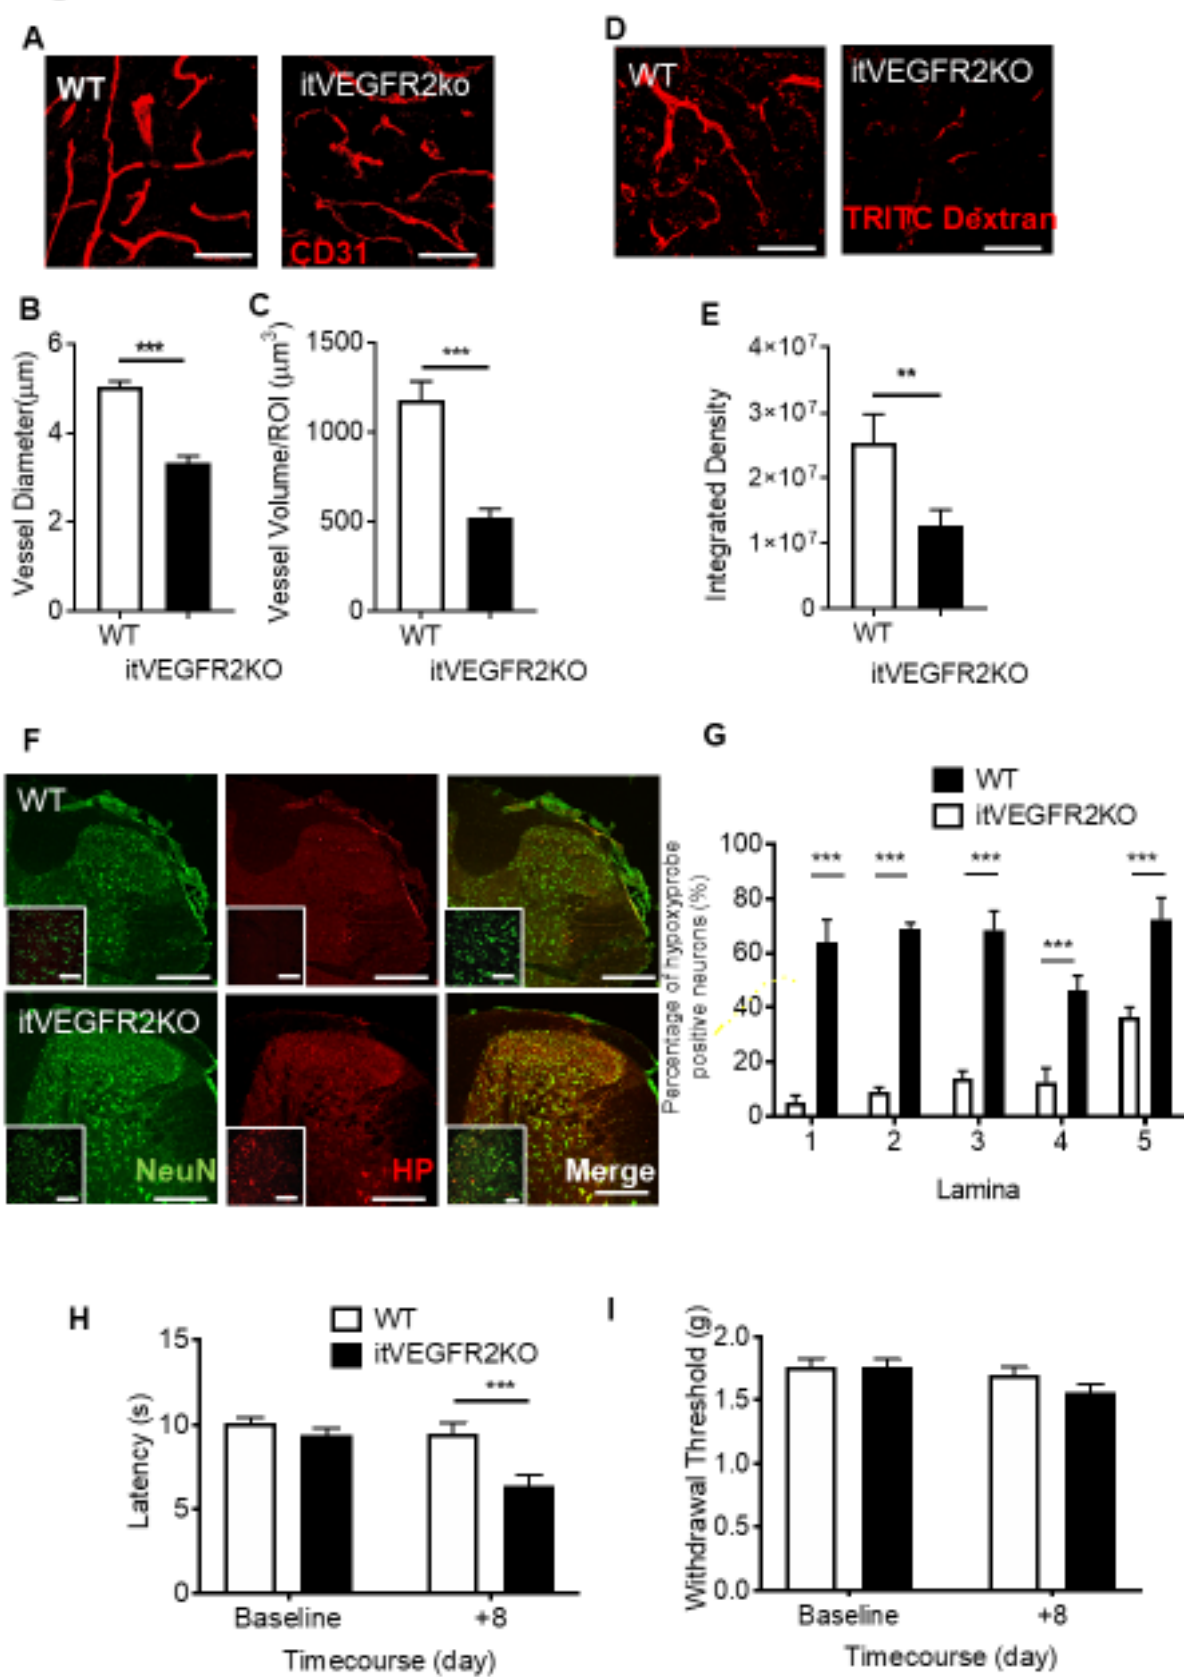 A
WT
itVEGFR2ko
CD31
D
WT
itVEGFR2KO
TRITC Dextran
B
Vessel Diameter(μm)
6
4
2
0
***
WT
itVEGFR2KO
C
Vessel Volume/ROI (μm³)
1500
1000
500
0
***
WT
itVEGFR2KO
E
Integrated Density
4×10⁷
3×10⁷
2×10⁷
1×10⁷
0
**
WT
itVEGFR2KO
F
WT
itVEGFR2KO
NeuN
HP
Merge
G
WT
itVEGFR2KO
Percentage of hypoxyprobe
positive neurons (%)
100
80
60
40
20
0
*** *** *** *** ***
1 2 3 4 5
Lamina
H
WT
itVEGFR2KO
Latency (s)
15
10
5
0
***
Baseline +8
Timecourse (day)
I
Withdrawal Threshold (g)
2.0
1.5
1.0
0.5
0.0
Baseline +8
Timecourse (day)